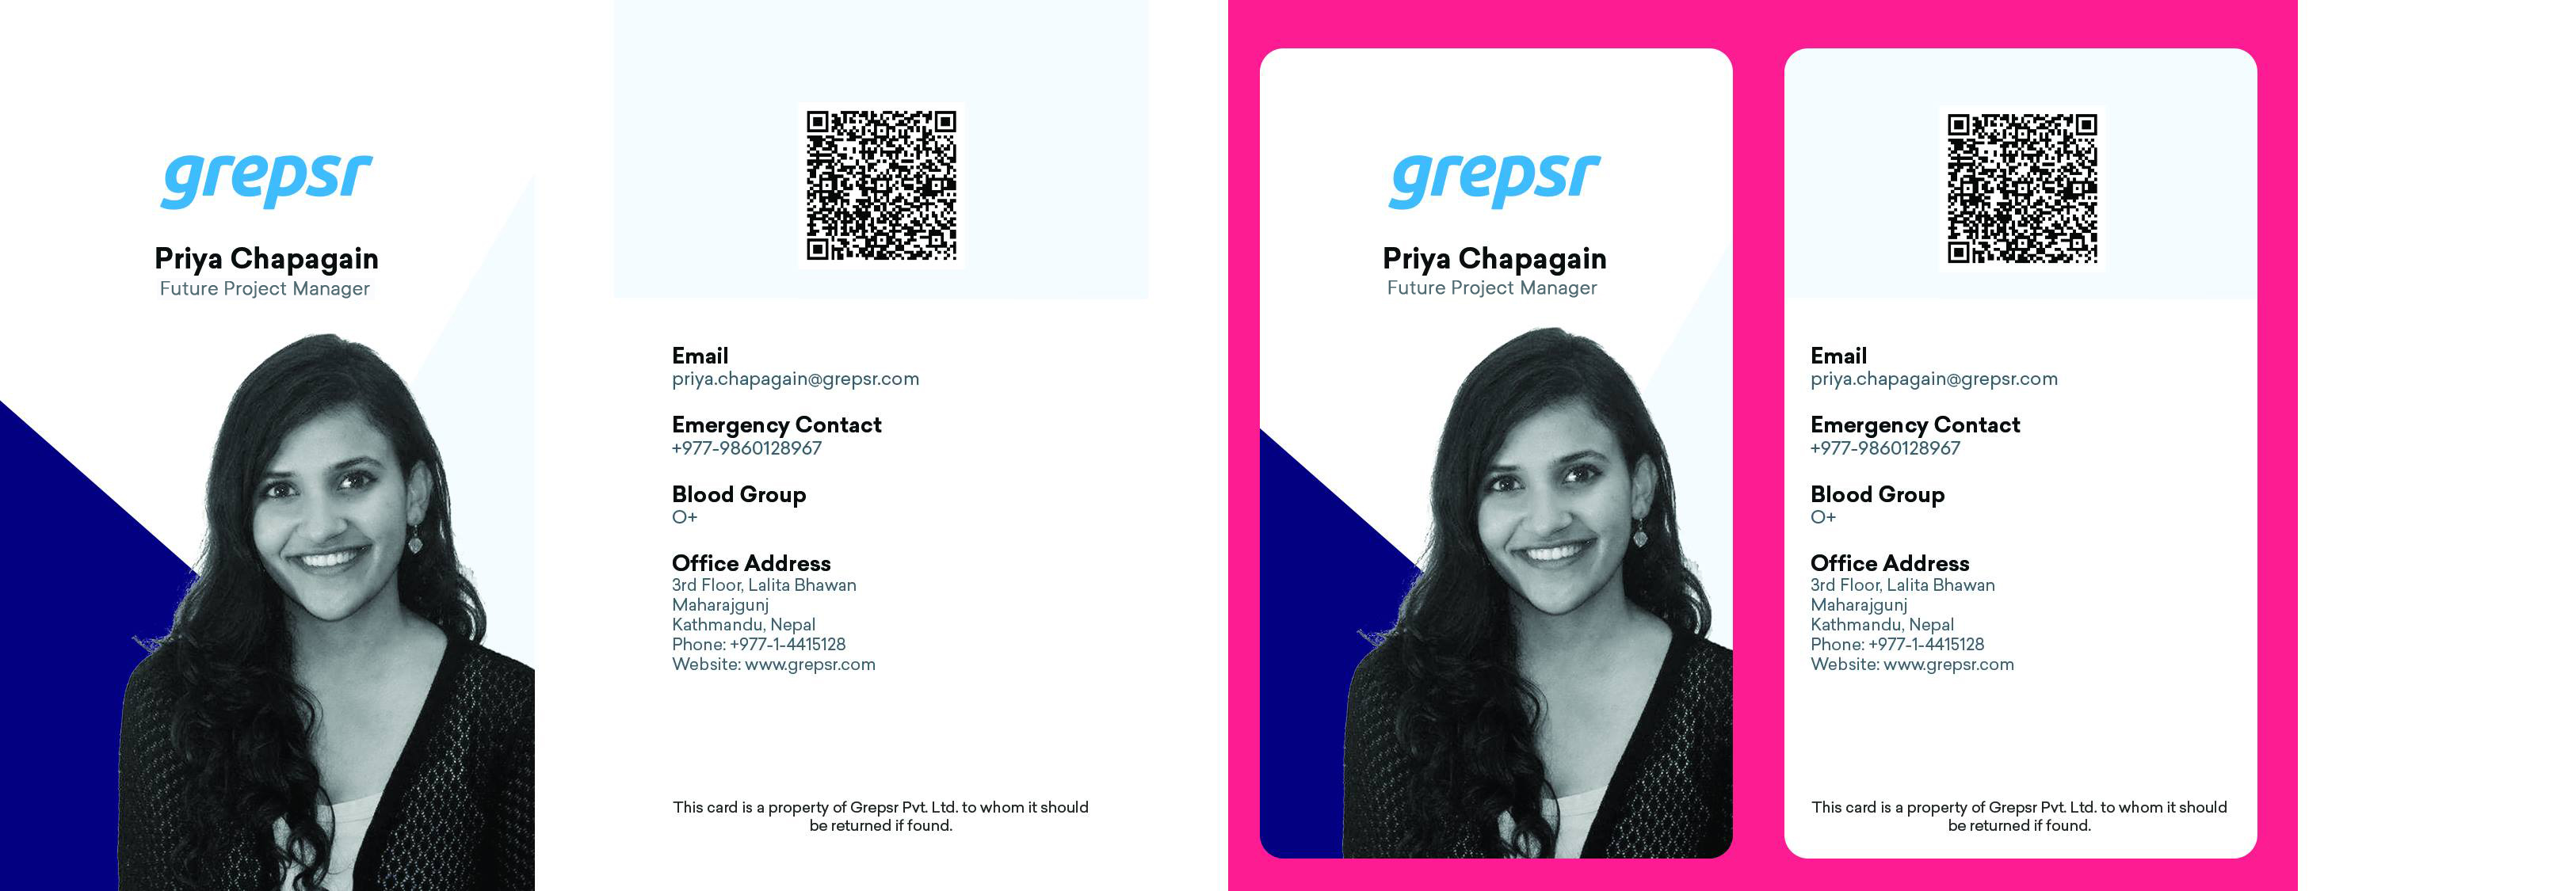 grepsr
Priya Chapagain
Future Project Manager
Email
priya.chapagain@grepsr.com
Emergency Contact
+977-9860128967
Blood Group
O+
Office Address
3rd Floor, Lalita Bhawan
Maharajgunj
Kathmandu, Nepal
Phone: +977-1-4415128
Website: www.grepsr.com
This card is a property of Grepsr Pvt. Ltd. to whom it should
be returned if found.
grepsr
Priya Chapagain
Future Project Manager
Email
priya.chapagain@grepsr.com
Emergency Contact
+977-9860128967
Blood Group
O+
Office Address
3rd Floor, Lalita Bhawan
Maharajgunj
Kathmandu, Nepal
Phone: +977-1-4415128
Website: www.grepsr.com
This card is a property of Grepsr Pvt. Ltd. to whom it should
be returned if found.